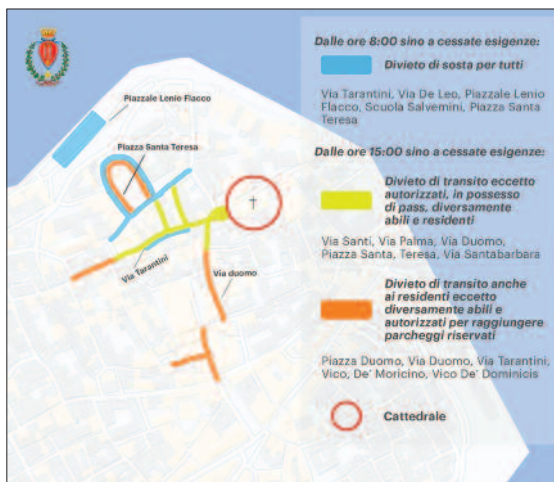 Dalle ore 8:00 sino a cessate esigenze:
Divieto di sosta per tutti
Via Tarantini, Via De Leo, Piazzale Lenio
Flacco, Scuola Salvemini, Piazza Santa
Teresa
Dalle ore 15:00 sino a cessate esigenze:
Divieto di transito eccetto
autorizzati, in possesso
di pass, diversamente
abili e residenti
Via Santi, Via Palma, Via Duomo,
Piazza Santa, Teresa, Via Santabarbara
Divieto di transito anche
ai residenti eccetto
diversamente abili e
autorizzati per raggiungere
parcheggi riservati
Piazza Duomo, Via Duomo, Via Tarantini,
Vico, De' Moricino, Vico De' Dominicis
Cattedrale
Piazzale Lenio Flacco
Piazza Santa Teresa
Via Tarantini
Via duomo